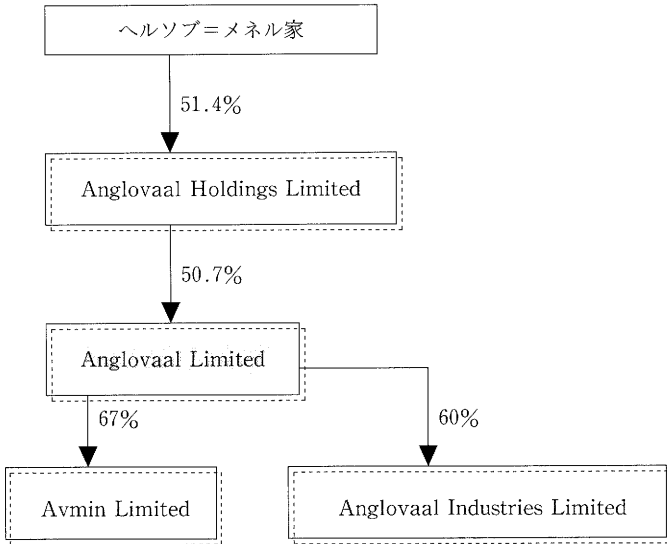 ヘルソブ＝メネル家
51.4%
Anglovaal Holdings Limited
50.7%
Anglovaal Limited
67%
60%
Avmin Limited
Anglovaal Industries Limited